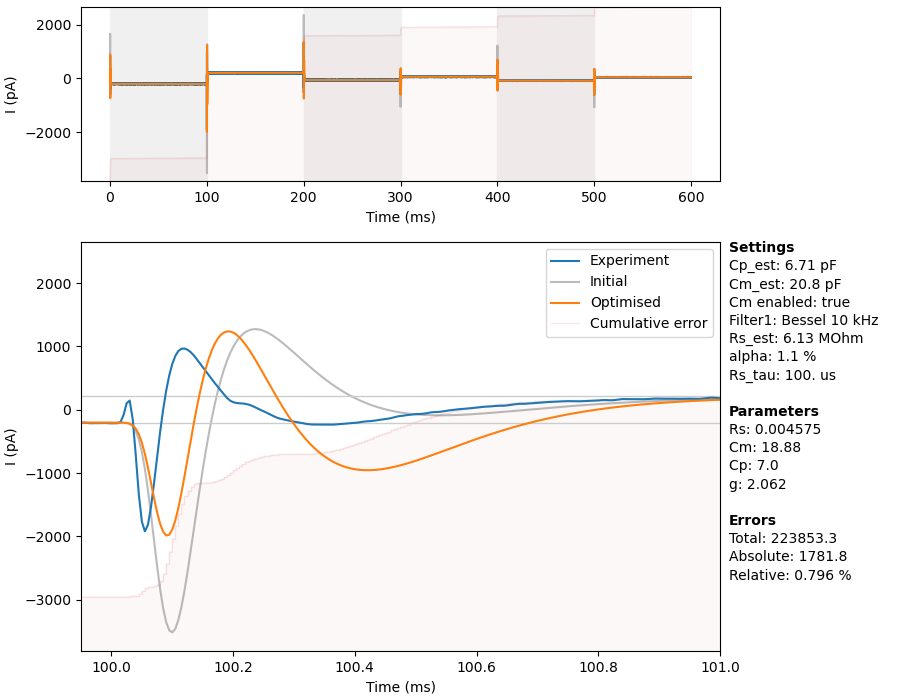 2000
0
−2000
I (pA)
0
100
200
300
400
500
600
Time (ms)
2000
1000
0
−1000
−2000
−3000
I (pA)
100.0
100.2
100.4
100.6
100.8
101.0
Time (ms)
Experiment
Initial
Optimised
Cumulative error
Settings
Cp_est: 6.71 pF
Cm_est: 20.8 pF
Cm enabled: true
Filter1: Bessel 10 kHz
Rs_est: 6.13 MOhm
alpha: 1.1 %
Rs_tau: 100. us
Parameters
Rs: 0.004575
Cm: 18.88
Cp: 7.0
g: 2.062
Errors
Total: 223853.3
Absolute: 1781.8
Relative: 0.796 %